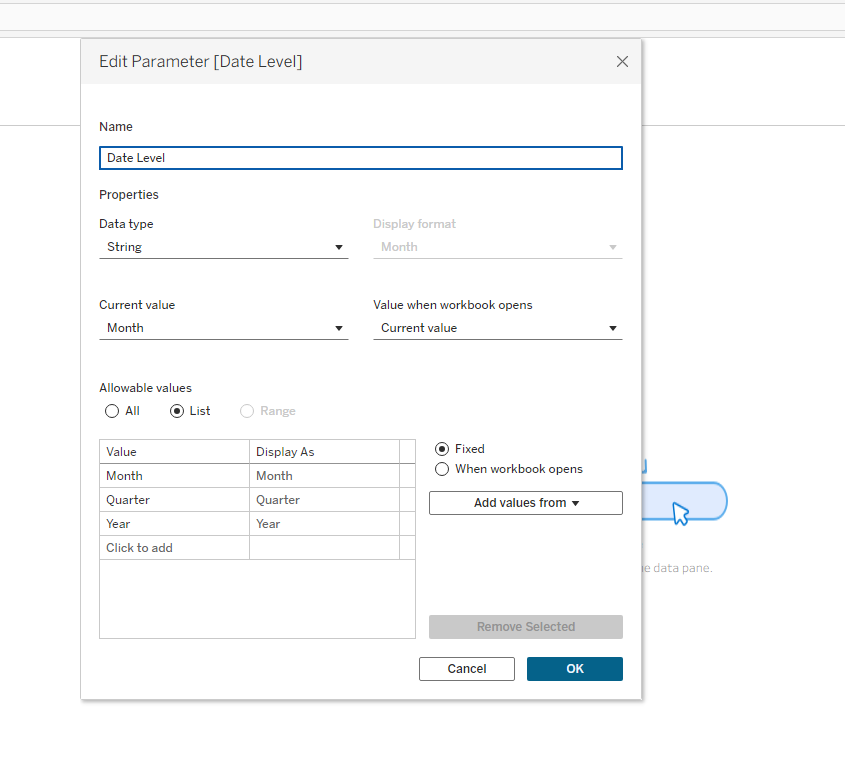 Edit Parameter [Date Level]
Name
Date Level
Properties
Data type
Display format
String
Month
Current value
Value when workbook opens
Month
Current value
Allowable values
All
List
Range
Value
Display As
Fixed
When workbook opens
Month
Month
Quarter
Quarter
Add values from
Year
Year
Click to add
e data pane.
Remove Selected
Cancel
OK